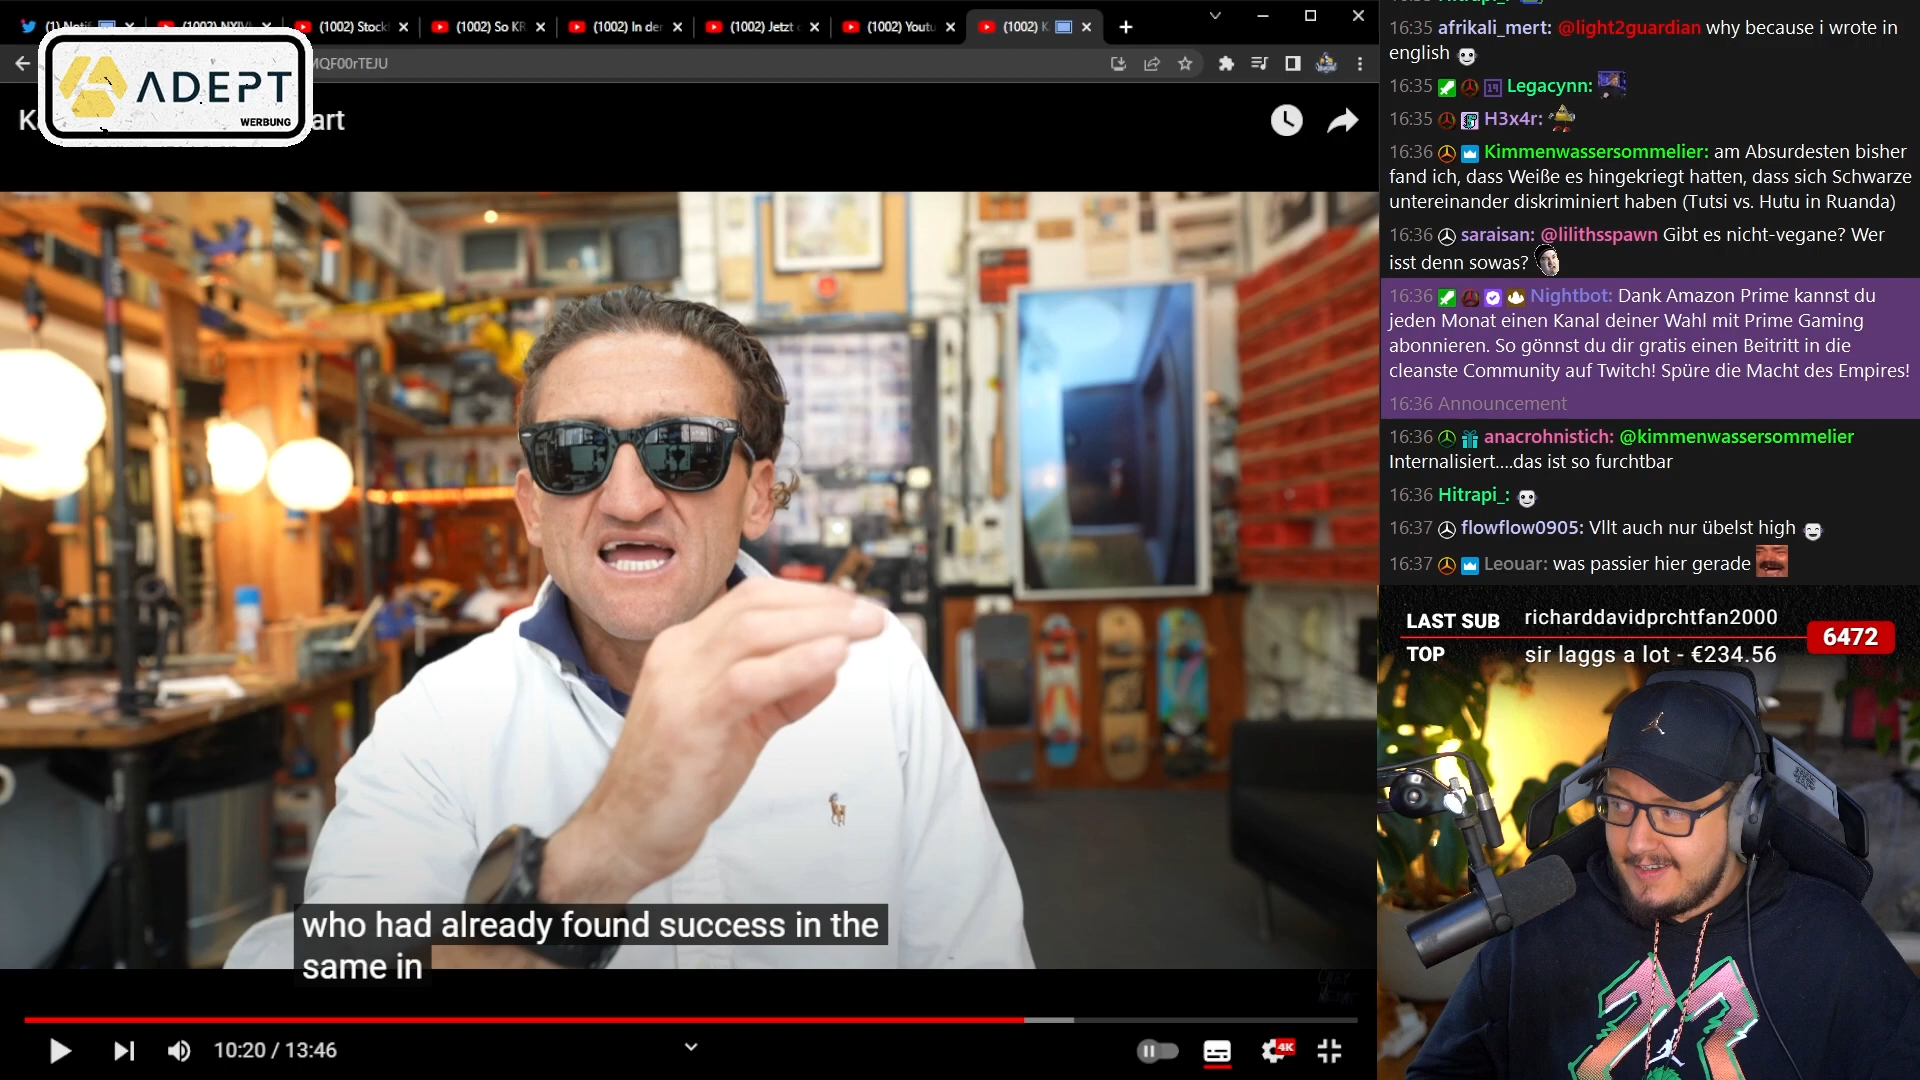 (1002) Stock
(1002) So KR
(1002) In der
(1002) Jetzt
(1002) Youtu
(1002) K
MQF00rTEJU
ADEPT
WERBUNG
art
who had already found success in the
same in
10:20 / 13:46
4K
16:35 afrikali_mert: @light2guardian why because i wrote in
english
16:35 Legacynn:
16:35 H3x4r:
16:36 Kimmenwassersommelier: am Absurdesten bisher
fand ich, dass Weiße es hingekriegt hatten, dass sich Schwarze
untereinander diskriminiert haben (Tutsi vs. Hutu in Ruanda)
16:36 saraisan: @lilithsspawn Gibt es nicht-vegane? Wer
isst denn sowas?
16:36 Nightbot: Dank Amazon Prime kannst du
jeden Monat einen Kanal deiner Wahl mit Prime Gaming
abonnieren. So gönnst du dir gratis einen Beitritt in die
cleanste Community auf Twitch! Spüre die Macht des Empires!
16:36 Announcement
16:36 anacrohnistich: @kimmenwassersommelier
Internalisiert....das ist so furchtbar
16:36 Hitrapi_:
16:37 flowflow0905: Vllt auch nur übelst high
16:37 Leouar: was passier hier gerade
LAST SUB richarddavidprchtfan2000
6472
TOP sir laggs a lot - €234.56